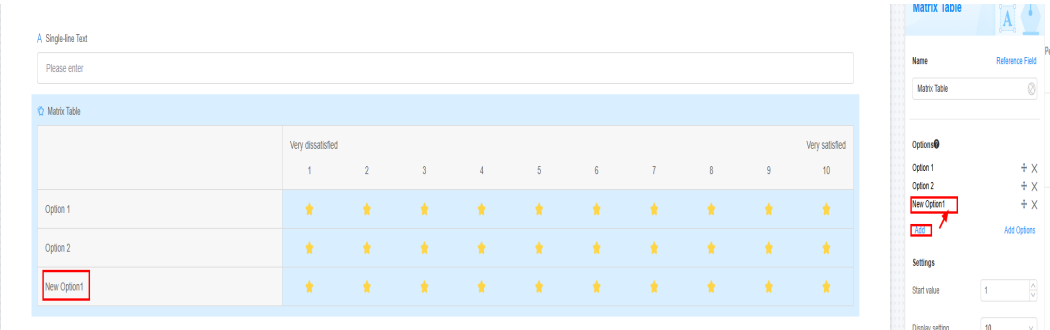 Single-line Text
Please enter
Matrix Table
Very dissatisfied Very satisfied
1 2 3 4 5 6 7 8 9 10
Option 1
Option 2
New Option1
Matrix Table
A
Name Reference Field
Matrix Table
Options
Option 1
Option 2
New Option1
Add Add Options
Settings
Start value 1
Display setting 10